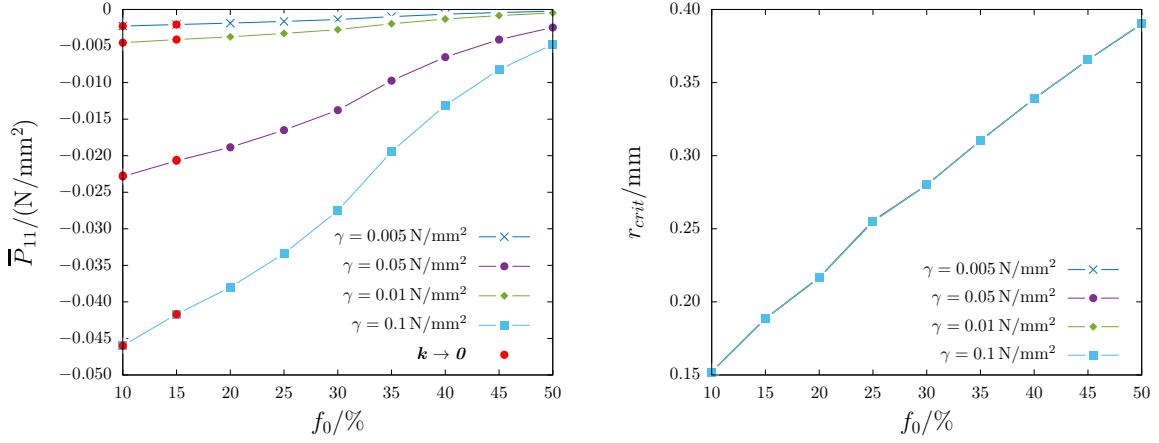 0
−0.005
−0.010
−0.015
−0.020
−0.025
−0.030
−0.035
−0.040
−0.045
−0.050
10 15 20 25 30 35 40 45 50
P̅₁₁/(N/mm²)
f₀/%
γ = 0.005 N/mm²
γ = 0.05 N/mm²
γ = 0.01 N/mm²
γ = 0.1 N/mm²
k → 0
0.40
0.35
0.30
0.25
0.20
0.15
10 15 20 25 30 35 40 45 50
r_crit/mm
f₀/%
γ = 0.005 N/mm²
γ = 0.05 N/mm²
γ = 0.01 N/mm²
γ = 0.1 N/mm²